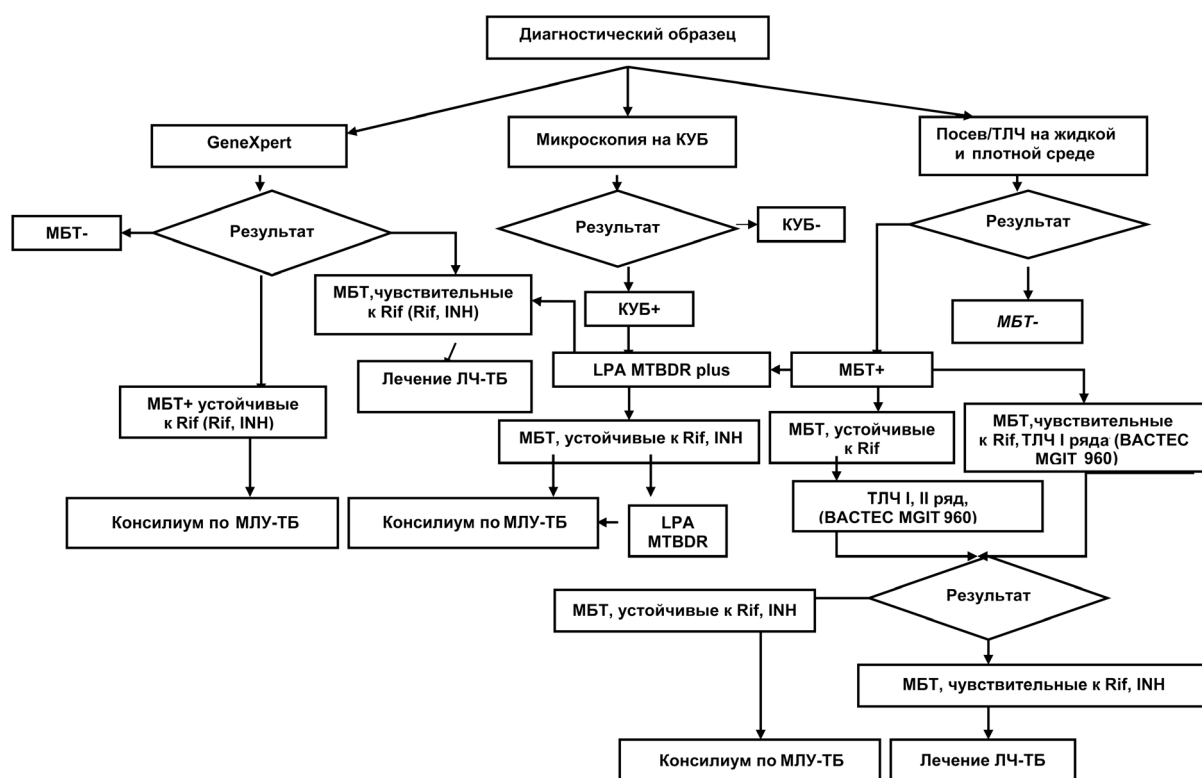 Диагностический образец
GeneXpert
Микроскопия на КУБ
Посев/ТЛЧ на жидкой
и плотной среде
МБТ-
Результат
Результат
КУБ-
Результат
МБТ,чувствительные
к Rif (Rif, INH)
КУБ+
МБТ-
Лечение ЛЧ-ТБ
LPA MTBDR plus
МБТ+
МБТ+ устойчивые
к Rif (Rif, INH)
МБТ, устойчивые к Rif, INH
МБТ, устойчивые
к Rif
МБТ,чувствительные
к Rif, ТЛЧ I ряда (BACTEC
MGIT 960)
Консилиум по МЛУ-ТБ
Консилиум по МЛУ-ТБ
LPA
MTBDR
ТЛЧ I, II ряд,
(BACTEC MGIT 960)
МБТ, устойчивые к Rif, INH
Результат
МБТ, чувствительные к Rif, INH
Консилиум по МЛУ-ТБ
Лечение ЛЧ-ТБ